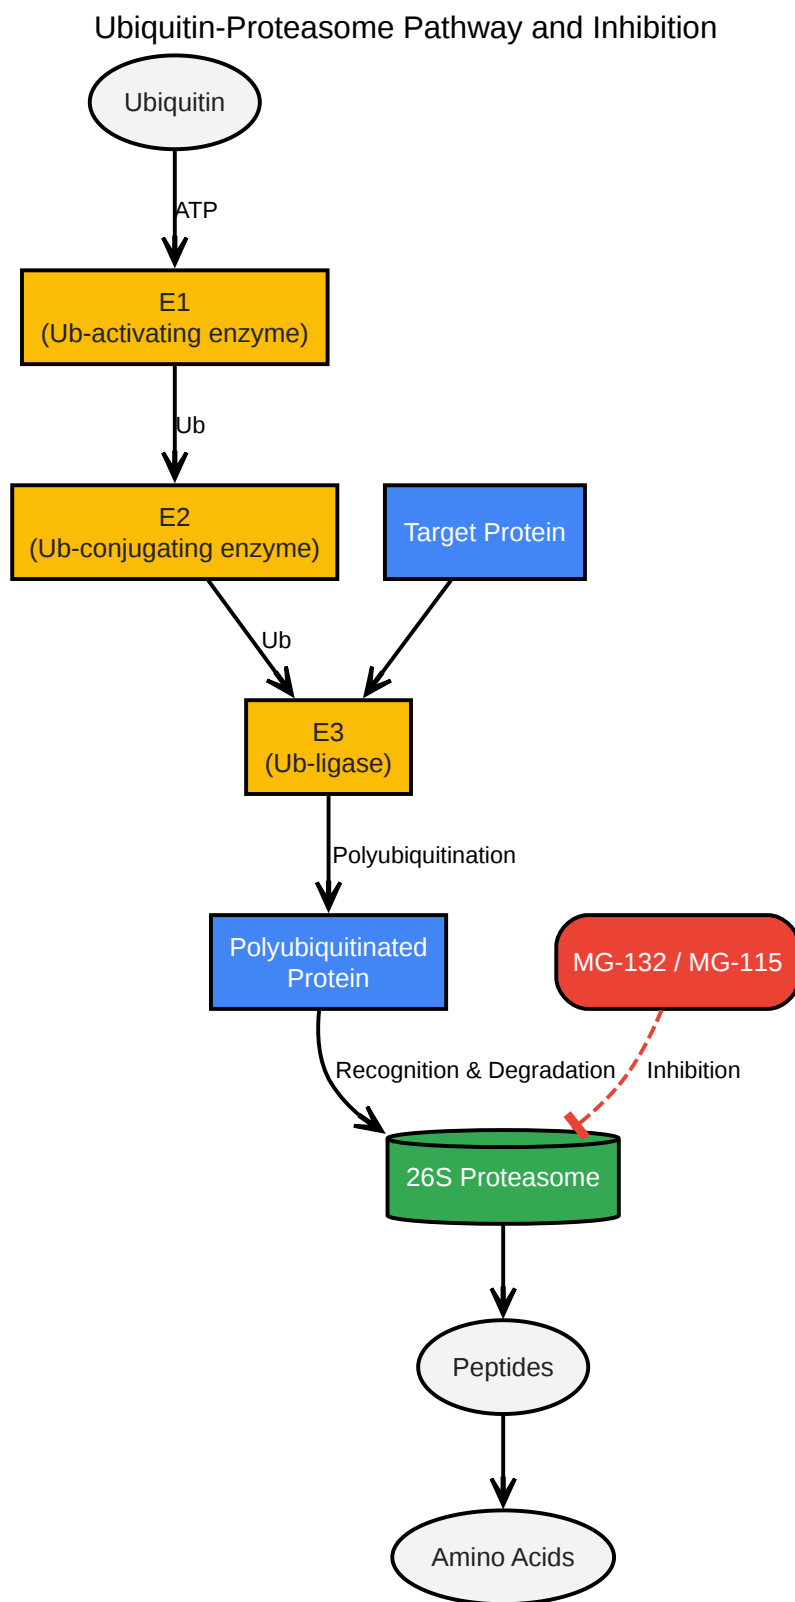 Ubiquitin-Proteasome Pathway and Inhibition
Ubiquitin
ATP
E1
(Ub-activating enzyme)
Ub
E2
(Ub-conjugating enzyme)
Target Protein
Ub
E3
(Ub-ligase)
Polyubiquitination
Polyubiquitinated
Protein
MG-132 / MG-115
Recognition & Degradation
Inhibition
26S Proteasome
Peptides
Amino Acids